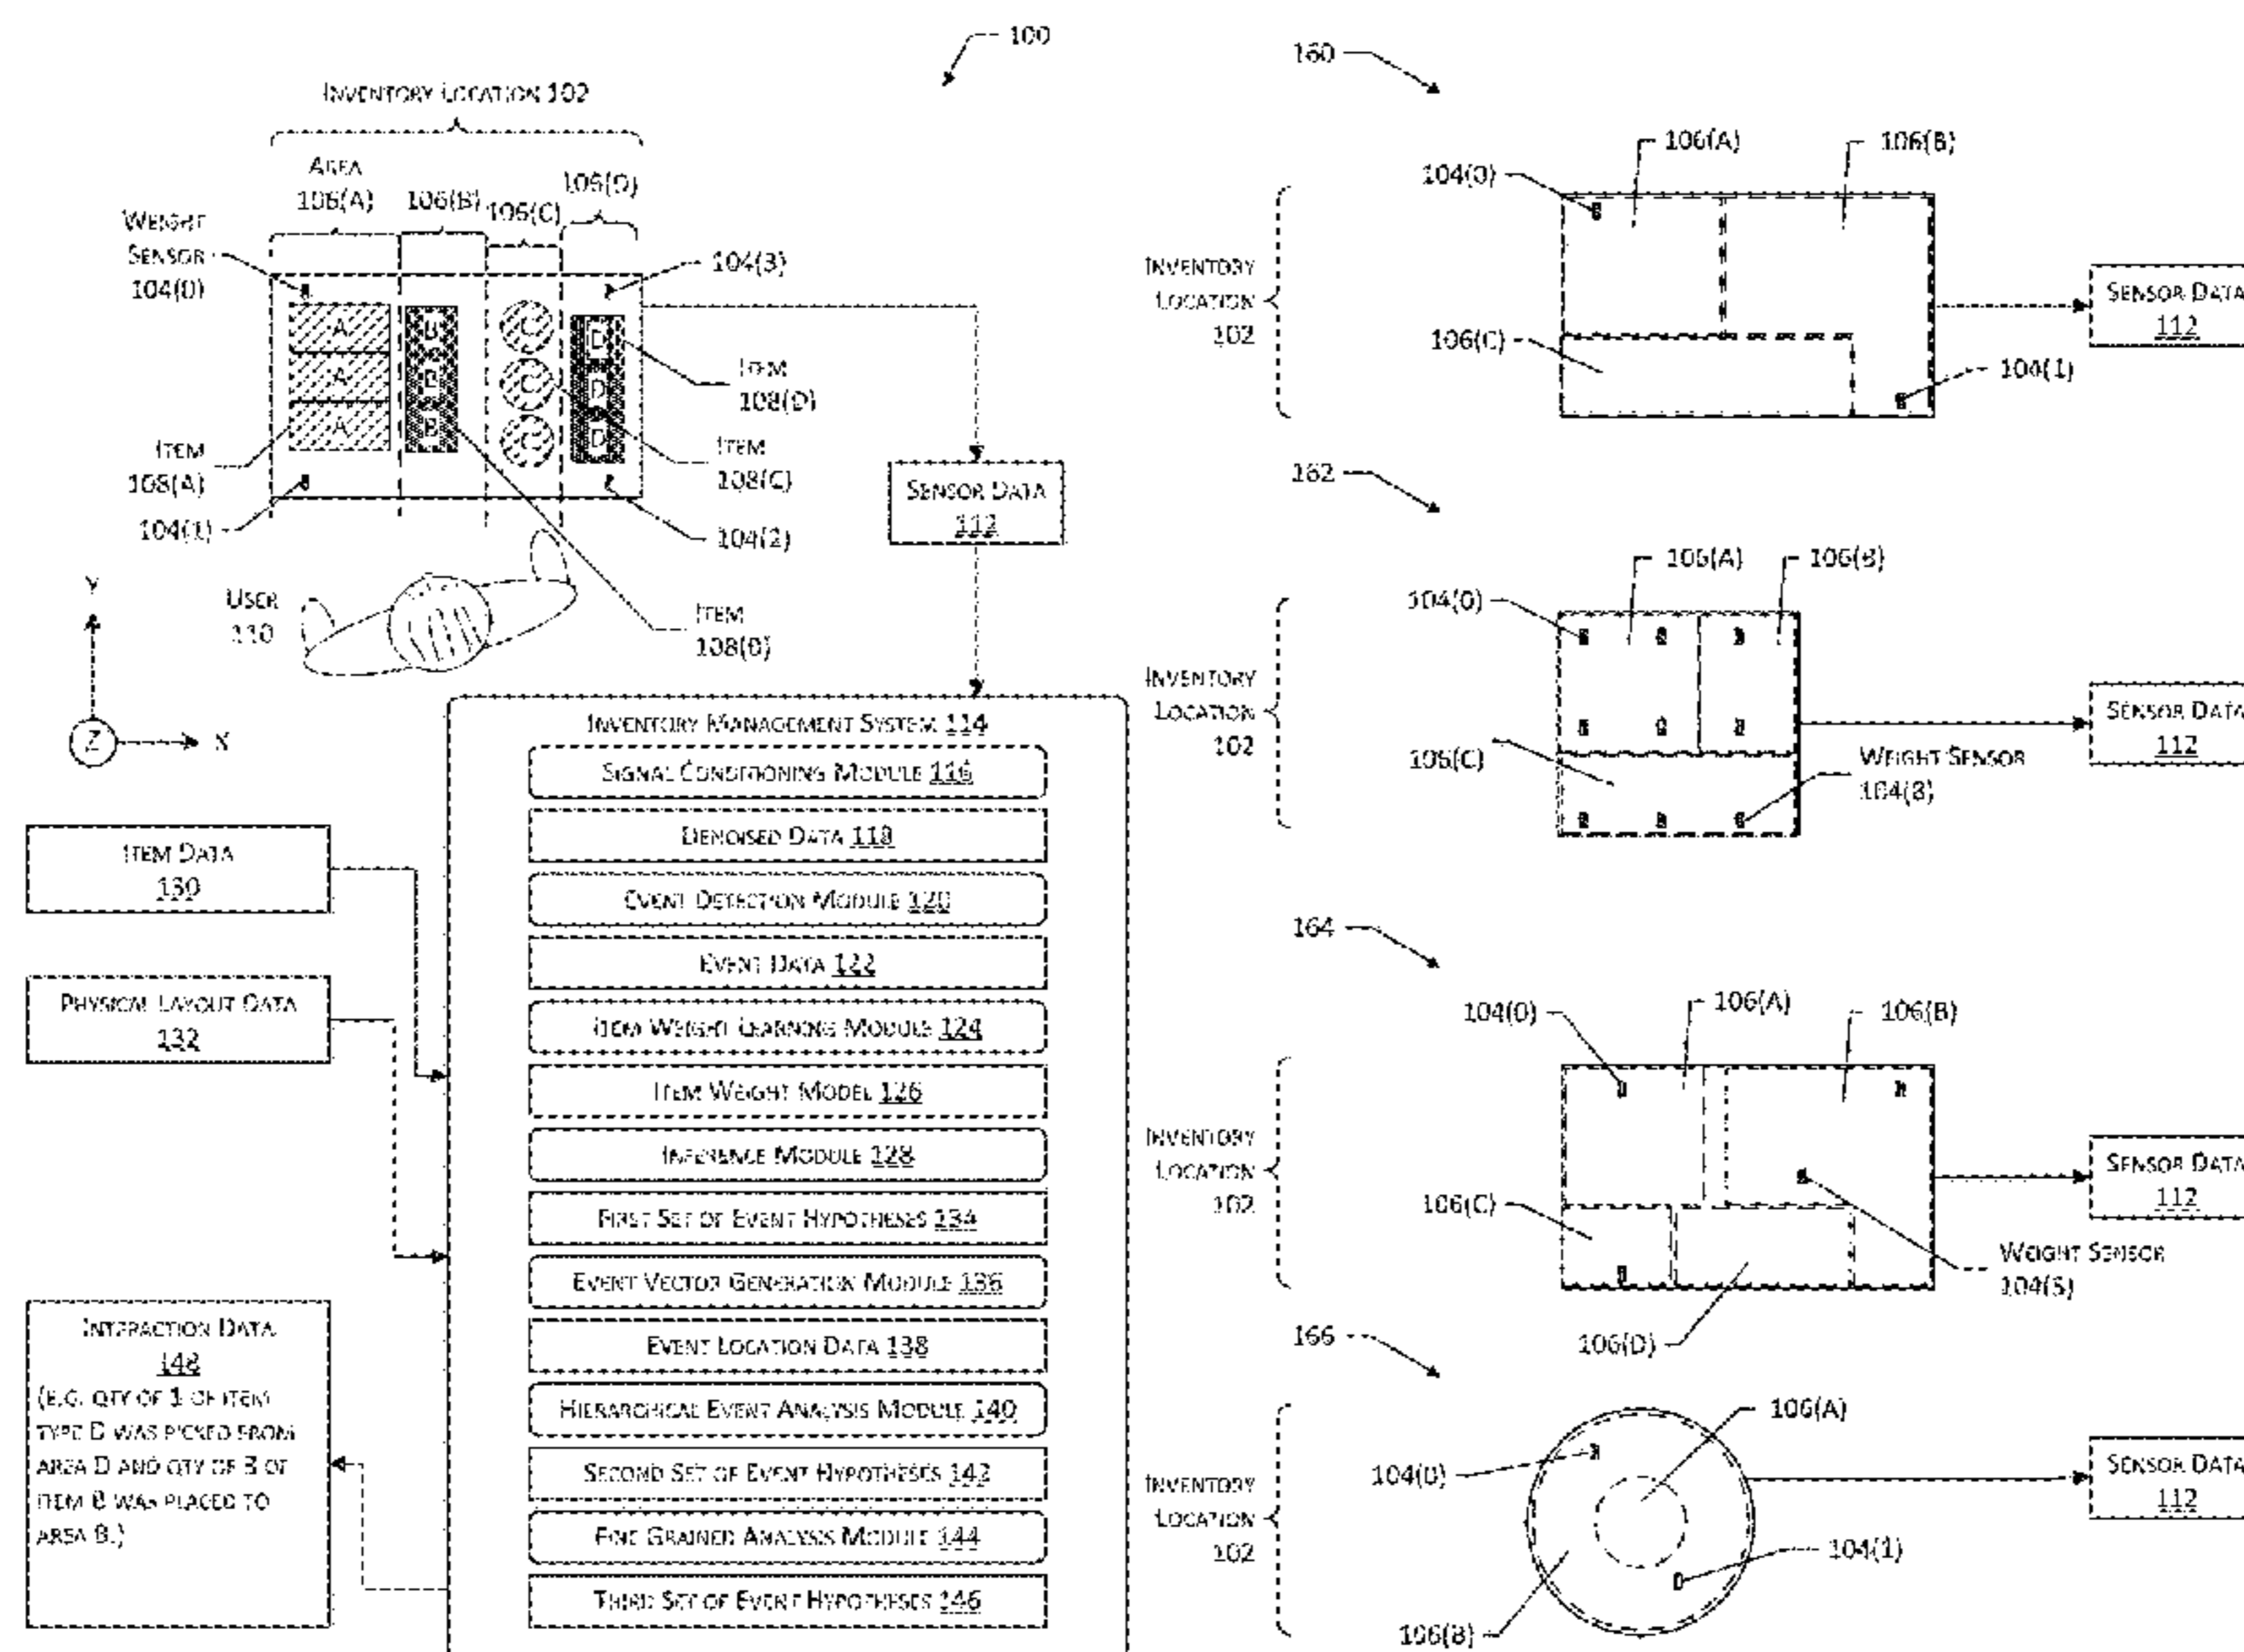 100
INVENTORY LOCATION 102
AREA
106(A)
106(B)
106(C)
106(D)
WEIGHT
SENSOR
104(0)
104(3)
A
A
A
B
B
B
C
C
C
D
D
D
ITEM
108(D)
ITEM
108(A)
ITEM
108(C)
104(1)
104(2)
SENSOR DATA
112
USER
110
ITEM
108(B)
Y
Z
X
INVENTORY MANAGEMENT SYSTEM 114
SIGNAL CONDITIONING MODULE 116
DENOISED DATA 118
EVENT DETECTION MODULE 120
EVENT DATA 122
ITEM WEIGHT LEARNING MODULE 124
ITEM WEIGHT MODEL 126
INFERENCE MODULE 128
FIRST SET OF EVENT HYPOTHESES 134
EVENT VECTOR GENERATION MODULE 136
EVENT LOCATION DATA 138
HIERARCHICAL EVENT ANALYSIS MODULE 140
SECOND SET OF EVENT HYPOTHESES 142
FINE GRAINED ANALYSIS MODULE 144
THIRD SET OF EVENT HYPOTHESES 146
ITEM DATA
130
PHYSICAL LAYOUT DATA
132
INTERACTION DATA
148
(E.G. QTY OF 1 OF ITEM
TYPE D WAS PICKED FROM
AREA D AND QTY OF 3 OF
ITEM B WAS PLACED TO
AREA B.)
160
106(A)
106(B)
104(0)
INVENTORY
LOCATION
102
106(C)
104(1)
SENSOR DATA
112
162
106(A)
106(B)
104(0)
INVENTORY
LOCATION
102
106(C)
WEIGHT SENSOR
104(8)
SENSOR DATA
112
164
106(A)
106(B)
104(0)
INVENTORY
LOCATION
102
106(C)
WEIGHT SENSOR
104(S)
106(D)
SENSOR DATA
112
166
106(A)
104(0)
INVENTORY
LOCATION
102
104(1)
106(B)
SENSOR DATA
112